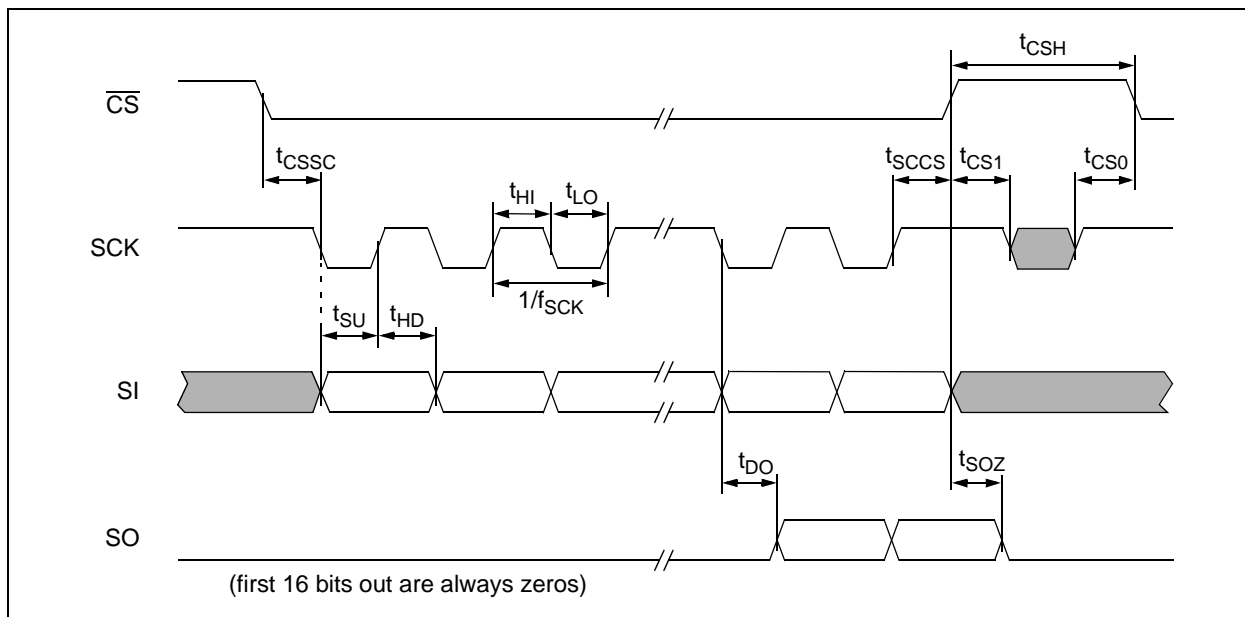 tCSH
CS
tCSSC
tSCCS
tCS1
tCS0
tHI
tLO
SCK
1/fSCK
tSU
tHD
SI
tDO
tSOZ
SO
(first 16 bits out are always zeros)